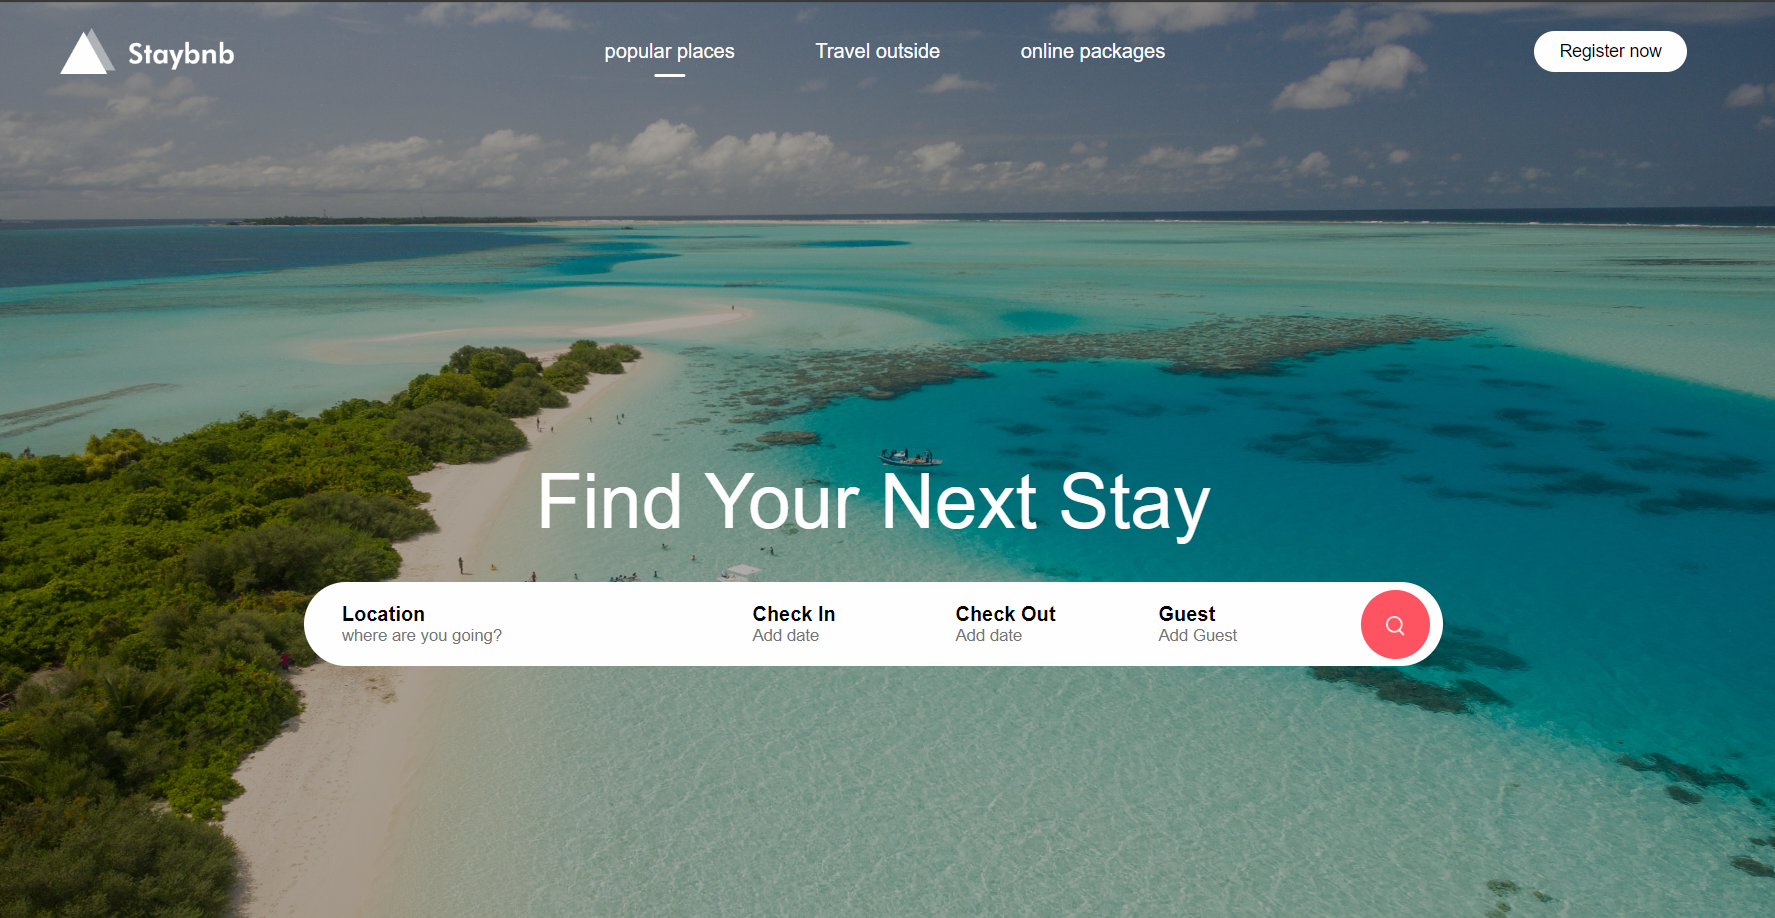 Staybnb
popular places
Travel outside
online packages
Register now
Find Your Next Stay
Location
where are you going?
Check In
Add date
Check Out
Add date
Guest
Add Guest